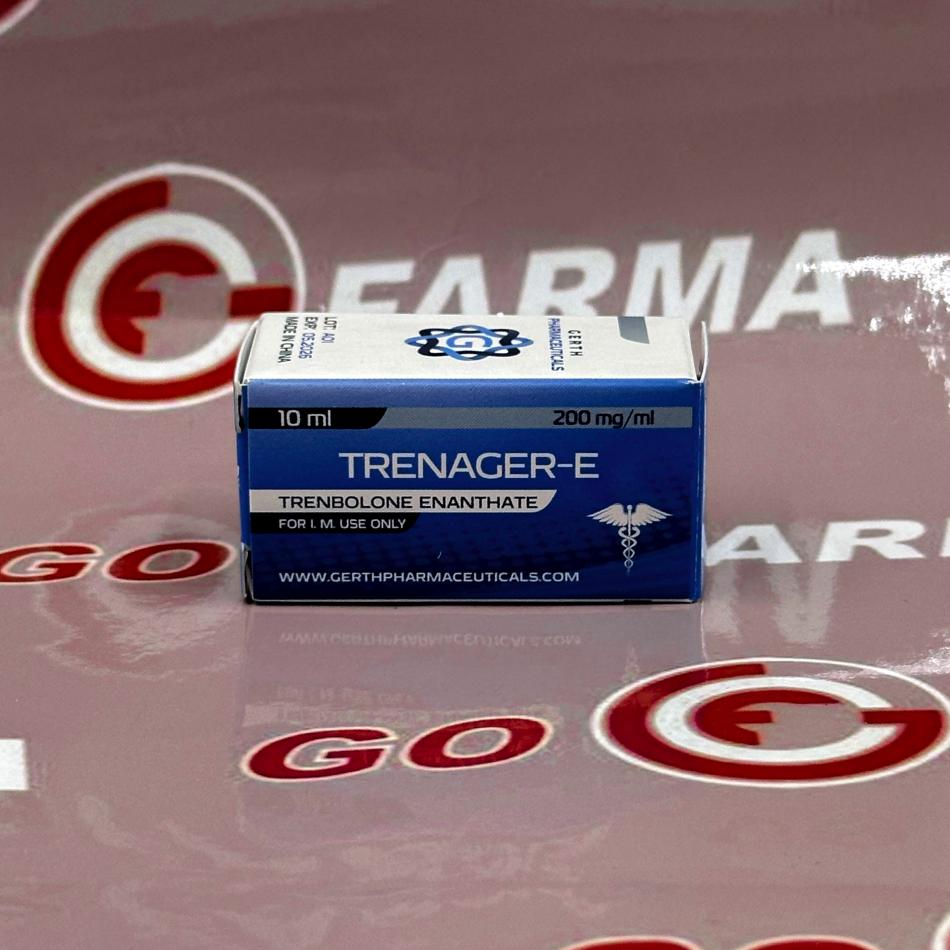 FARMA
LOT: A01
EXP: 05.2026
MADE IN CHINA
G
GERTH
PHARMACEUTICALS
10 ml
200 mg/ml
TRENAGER-E
TRENBOLONE ENANTHATE
FOR I. M. USE ONLY
WWW.GERTHPHARMACEUTICALS.COM
GO
GO